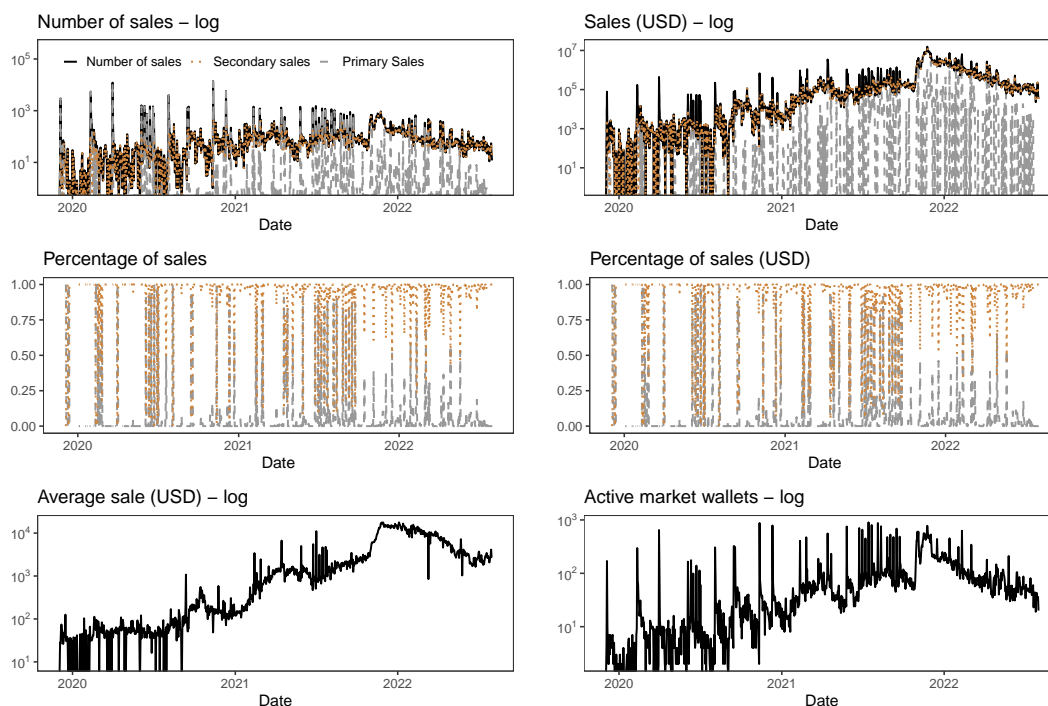 Number of sales − log
10^5
10^3
10^1
Number of sales
Secondary sales
Primary Sales
2020
2021
2022
Date
Sales (USD) − log
10^7
10^5
10^3
10^1
2020
2021
2022
Date
Percentage of sales
1.00
0.75
0.50
0.25
0.00
2020
2021
2022
Date
Percentage of sales (USD)
1.00
0.75
0.50
0.25
0.00
2020
2021
2022
Date
Average sale (USD) − log
10^4
10^3
10^2
10^1
2020
2021
2022
Date
Active market wallets − log
10^3
10^2
10^1
2020
2021
2022
Date